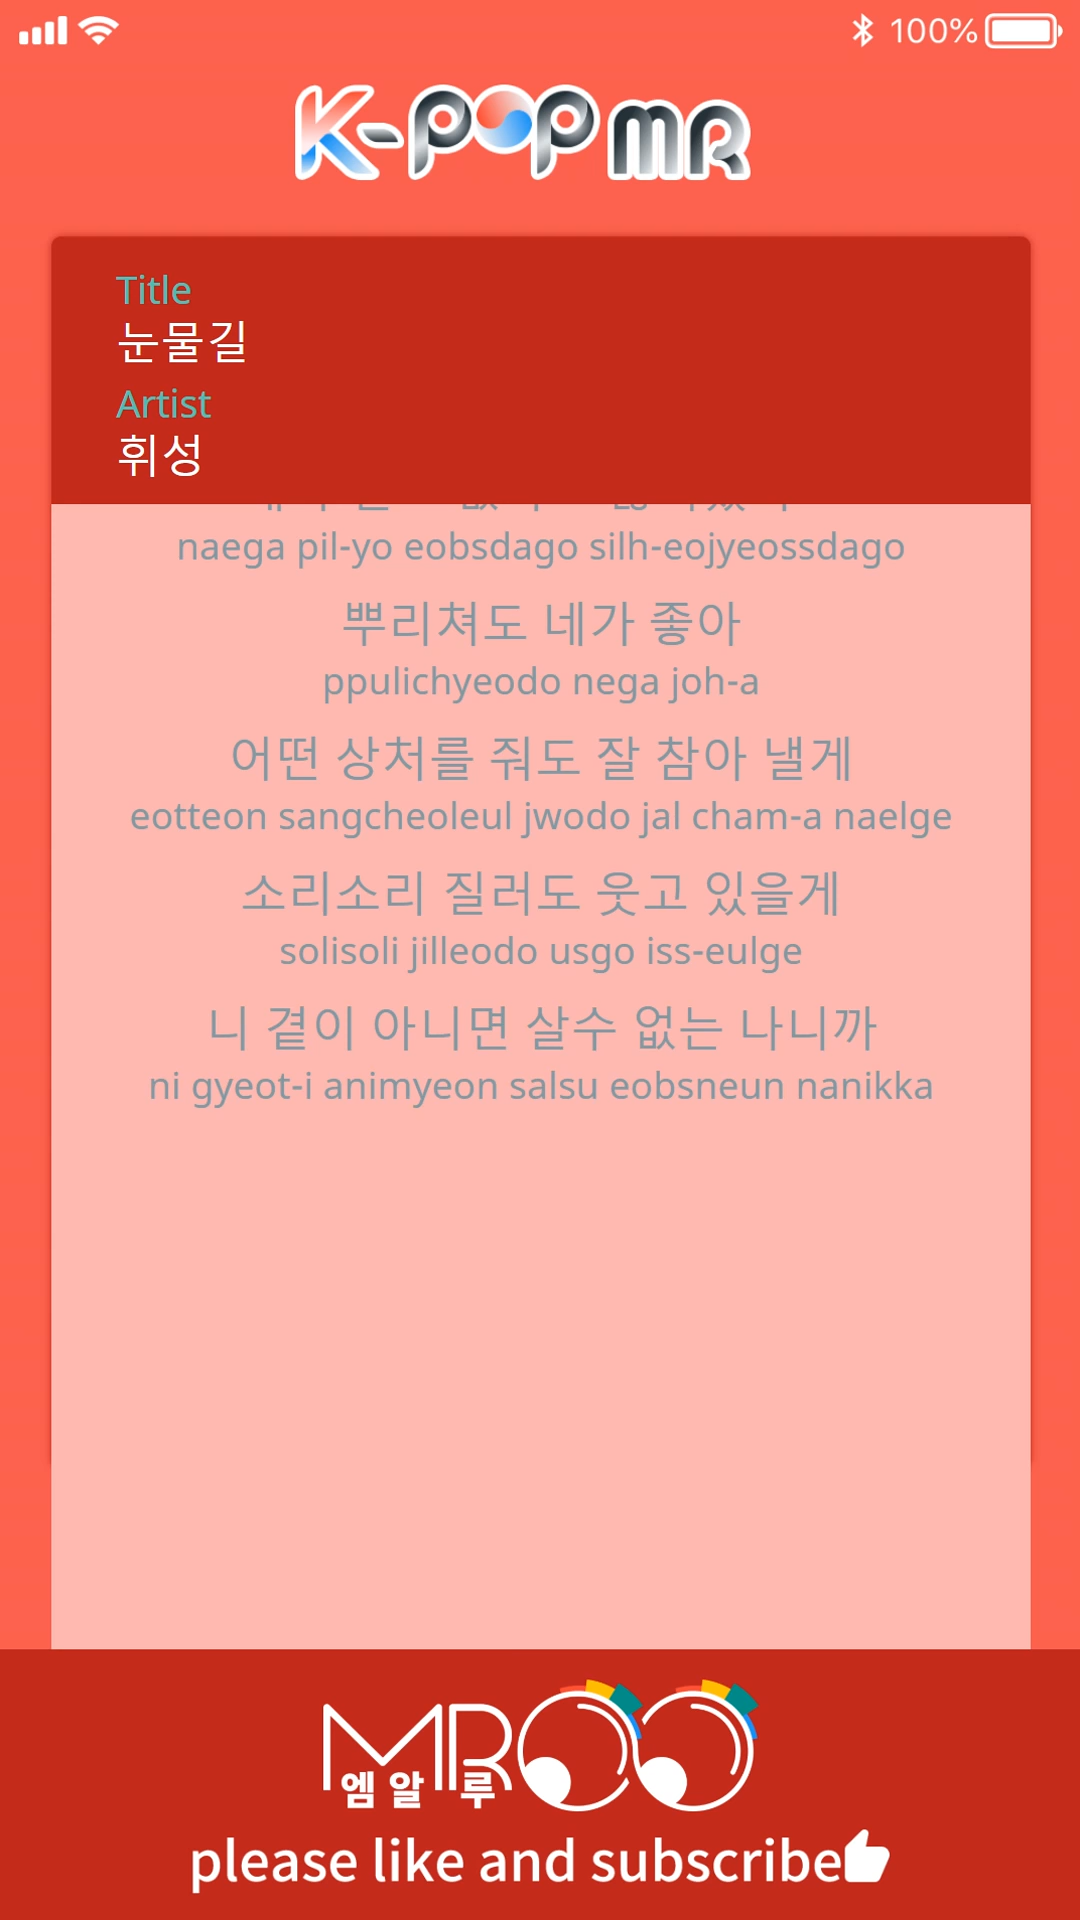 100%
K-POP MR
Title
눈물길
Artist
휘성
naega pil-yo eobsdago silh-eojyeossdago
뿌리쳐도 네가 좋아
ppulichyeodo nega joh-a
어떤 상처를 줘도 잘 참아 낼게
eotteon sangcheoleul jwodo jal cham-a naelge
소리소리 질러도 웃고 있을게
solisoli jilleodo usgo iss-eulge
니 곁이 아니면 살수 없는 나니까
ni gyeot-i animyeon salsu eobsneun nanikka
MROO
엠 알 루
please like and subscribe